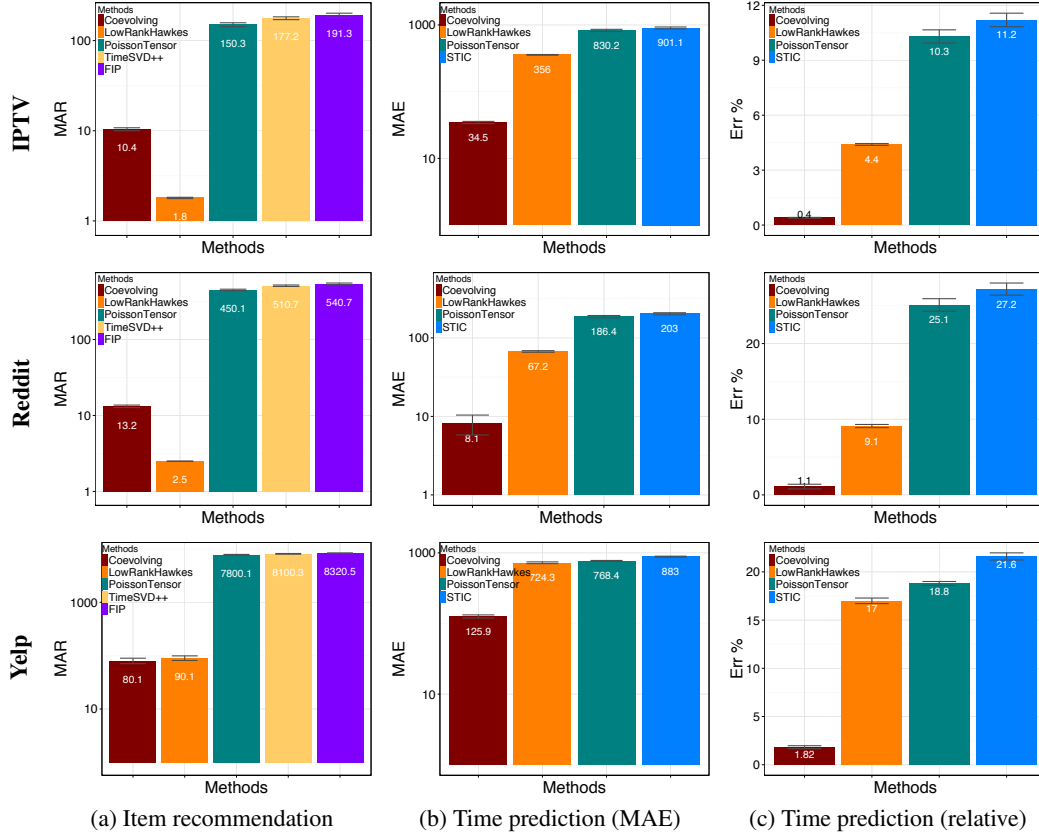 IPTV
MAR
100
10
1
Methods
Coevolving
LowRankHawkes
PoissonTensor
TimeSVD++
FIP
10.4
1.8
150.3
177.2
191.3
Methods
MAE
1000
10
Methods
Coevolving
LowRankHawkes
PoissonTensor
STIC
34.5
356
830.2
901.1
Methods
Err %
12
9
6
3
0
Methods
Coevolving
LowRankHawkes
PoissonTensor
STIC
0.4
4.4
10.3
11.2
Methods
Reddit
MAR
100
10
1
Methods
Coevolving
LowRankHawkes
PoissonTensor
TimeSVD++
FIP
13.2
2.5
450.1
510.7
540.7
Methods
MAE
100
10
1
Methods
Coevolving
LowRankHawkes
PoissonTensor
STIC
8.1
67.2
186.4
203
Methods
Err %
20
10
0
Methods
Coevolving
LowRankHawkes
PoissonTensor
STIC
1.1
9.1
25.1
27.2
Methods
Yelp
MAR
1000
10
Methods
Coevolving
LowRankHawkes
PoissonTensor
TimeSVD++
FIP
80.1
90.1
7800.1
8100.3
8320.5
Methods
MAE
1000
10
Methods
Coevolving
LowRankHawkes
PoissonTensor
STIC
125.9
724.3
768.4
883
Methods
Err %
20
15
10
5
0
Methods
Coevolving
LowRankHawkes
PoissonTensor
STIC
1.82
17
18.8
21.6
Methods
(a) Item recommendation
(b) Time prediction (MAE)
(c) Time prediction (relative)